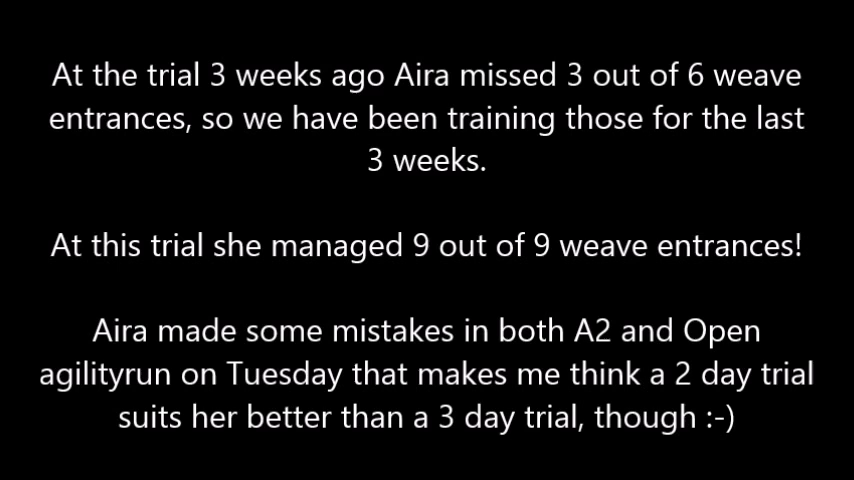 At the trial 3 weeks ago Aira missed 3 out of 6 weave
entrances, so we have been training those for the last
3 weeks.
At this trial she managed 9 out of 9 weave entrances!
Aira made some mistakes in both A2 and Open
agilityrun on Tuesday that makes me think a 2 day trial
suits her better than a 3 day trial, though :-)